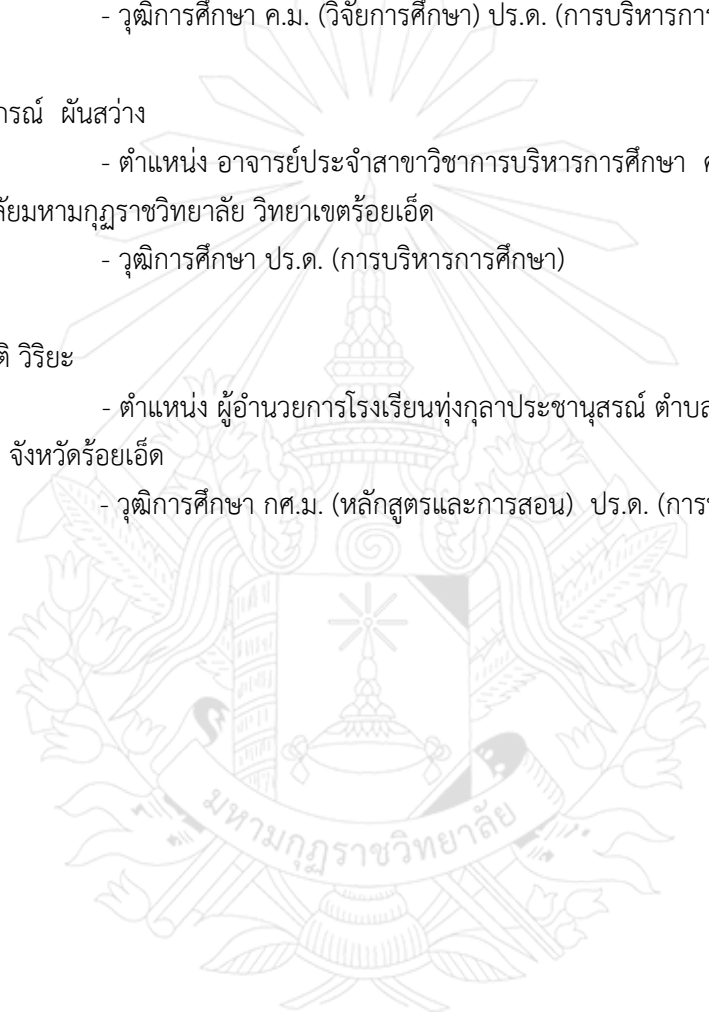 - วุฒิการศึกษา ค.ม. (วิจัยการศึกษา) ปร.ด. (การบริหารการ
ภรณ์ ผันสว่าง
- ตำแหน่ง อาจารย์ประจำสาขาวิชาการบริหารการศึกษา
ลัยมหามกุฏราชวิทยาลัย วิทยาเขตร้อยเอ็ด
- วุฒิการศึกษา ปร.ด. (การบริหารการศึกษา)
ติ วิริยะ
- ตำแหน่ง ผู้อำนวยการโรงเรียนทุ่งกุลาประชานุสรณ์ ตำบล
จังหวัดร้อยเอ็ด
- วุฒิการศึกษา กศ.ม. (หลักสูตรและการสอน) ปร.ด. (การ
มหามกุฏราชวิทยาลัย